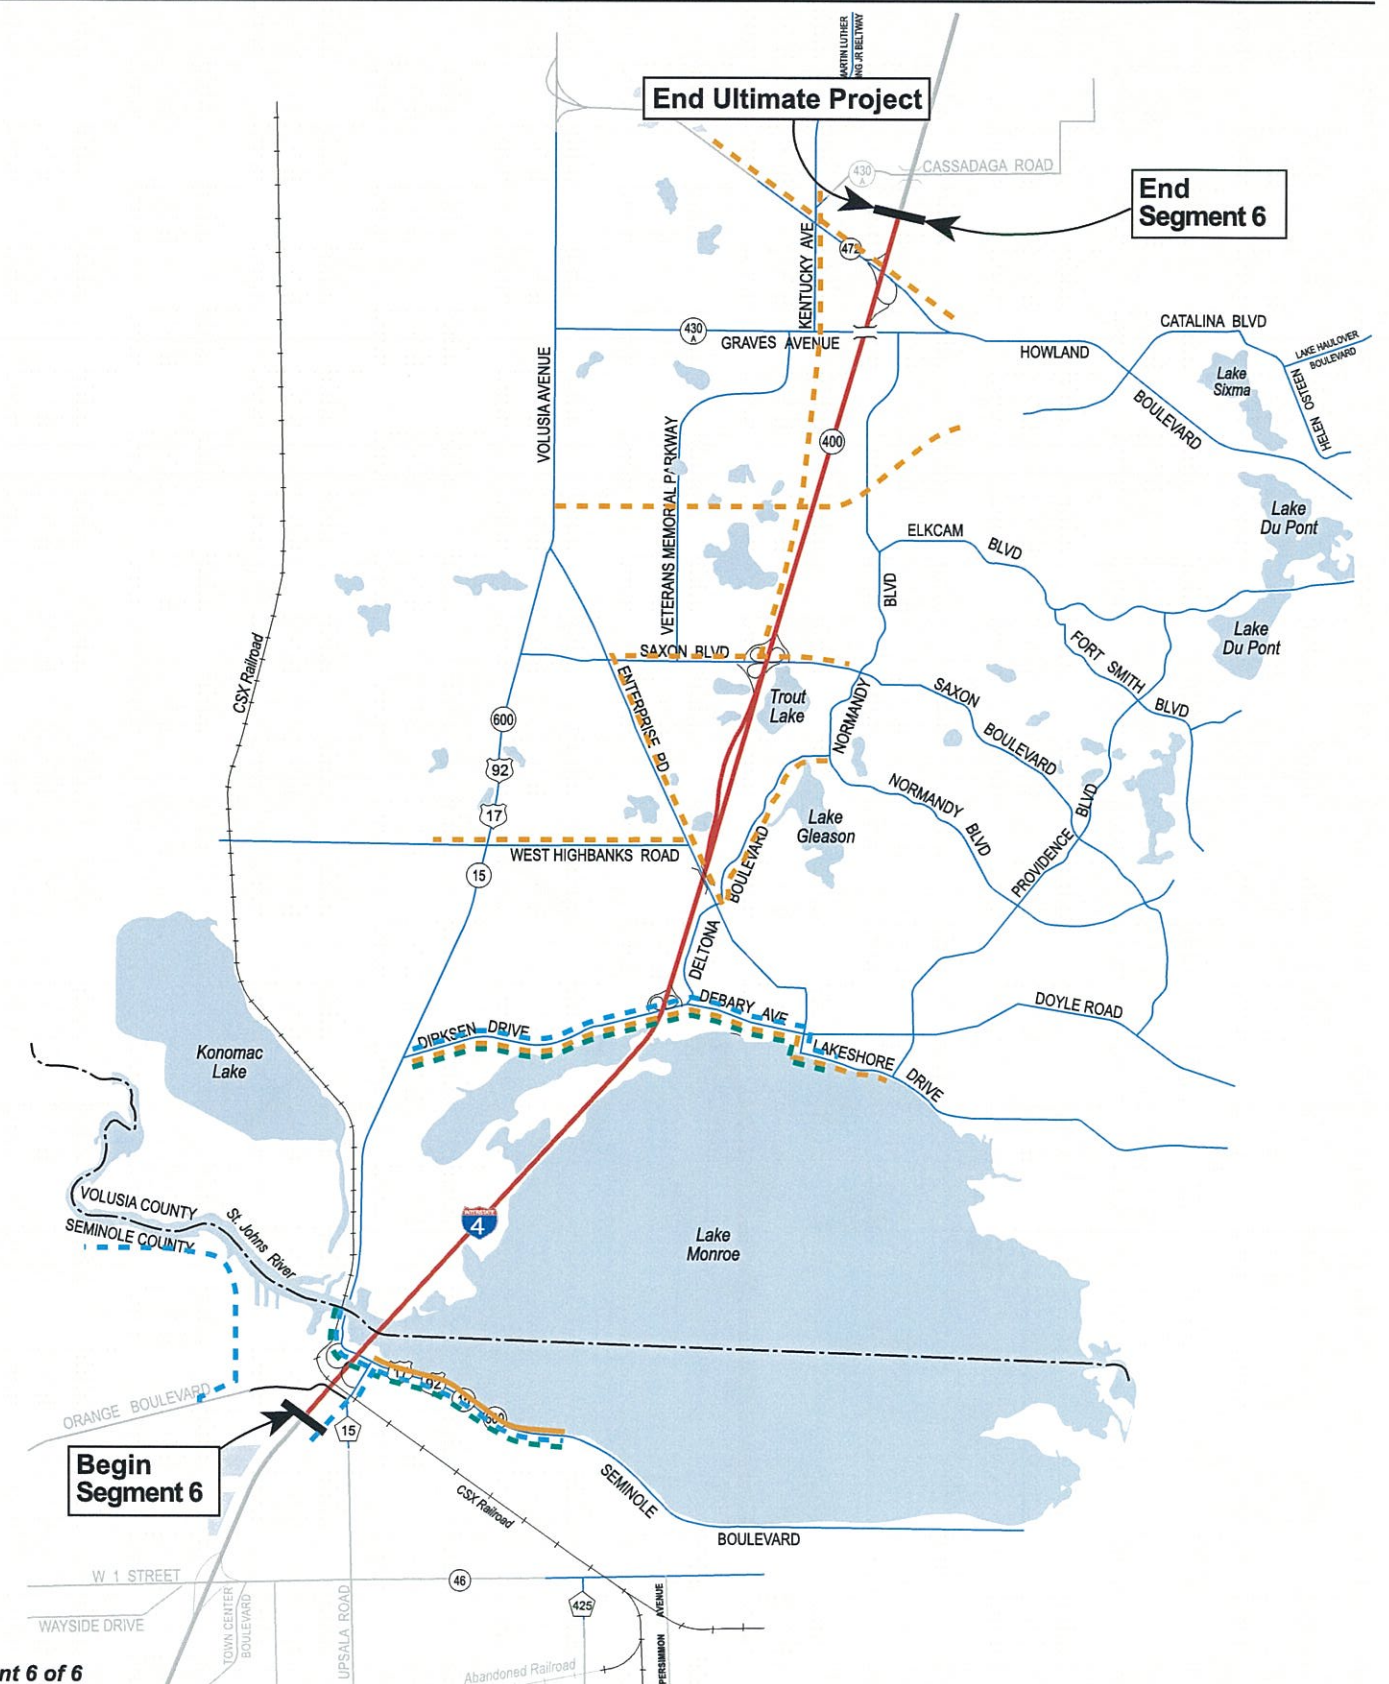 MARTIN LUTHER
NG JR BELTWAY
End Ultimate Project
430
A
CASSADAGA ROAD
End
Segment 6
472
KENTUCKY AVE
430
A
GRAVES AVENUE
HOWLAND
BOULEVARD
CATALINA BLVD
LAKE HAULOVER
BOULEVARD
Lake
Sixma
HELEN OSTEEN
VOLUSIA AVENUE
400
VETERANS MEMORIAL PARKWAY
Lake
Du Pont
ELKCAM BLVD
BLVD
Lake
Du Pont
FORT SMITH BLVD
CSX Railroad
SAXON BLVD
ENTERPRISE RD
Trout
Lake
NORMANDY
SAXON BOULEVARD
600
92
17
NORMANDY BLVD
Lake
Gleason
PROVIDENCE BLVD
WEST HIGHBANKS ROAD
15
BOULEVARD
DELTONA
DEBARY AVE
DOYLE ROAD
DIRKSEN DRIVE
LAKESHORE DRIVE
Konomac
Lake
VOLUSIA COUNTY
SEMINOLE COUNTY
St. Johns River
INTERSTATE
4
Lake
Monroe
17
92
15
600
ORANGE BOULEVARD
15
Begin
Segment 6
CSX Railroad
SEMINOLE
BOULEVARD
W 1 STREET
46
WAYSIDE DRIVE
TOWN CENTER
BOULEVARD
UPSALA ROAD
425
PERSIMMON AVENUE
Abandoned Railroad
nt 6 of 6